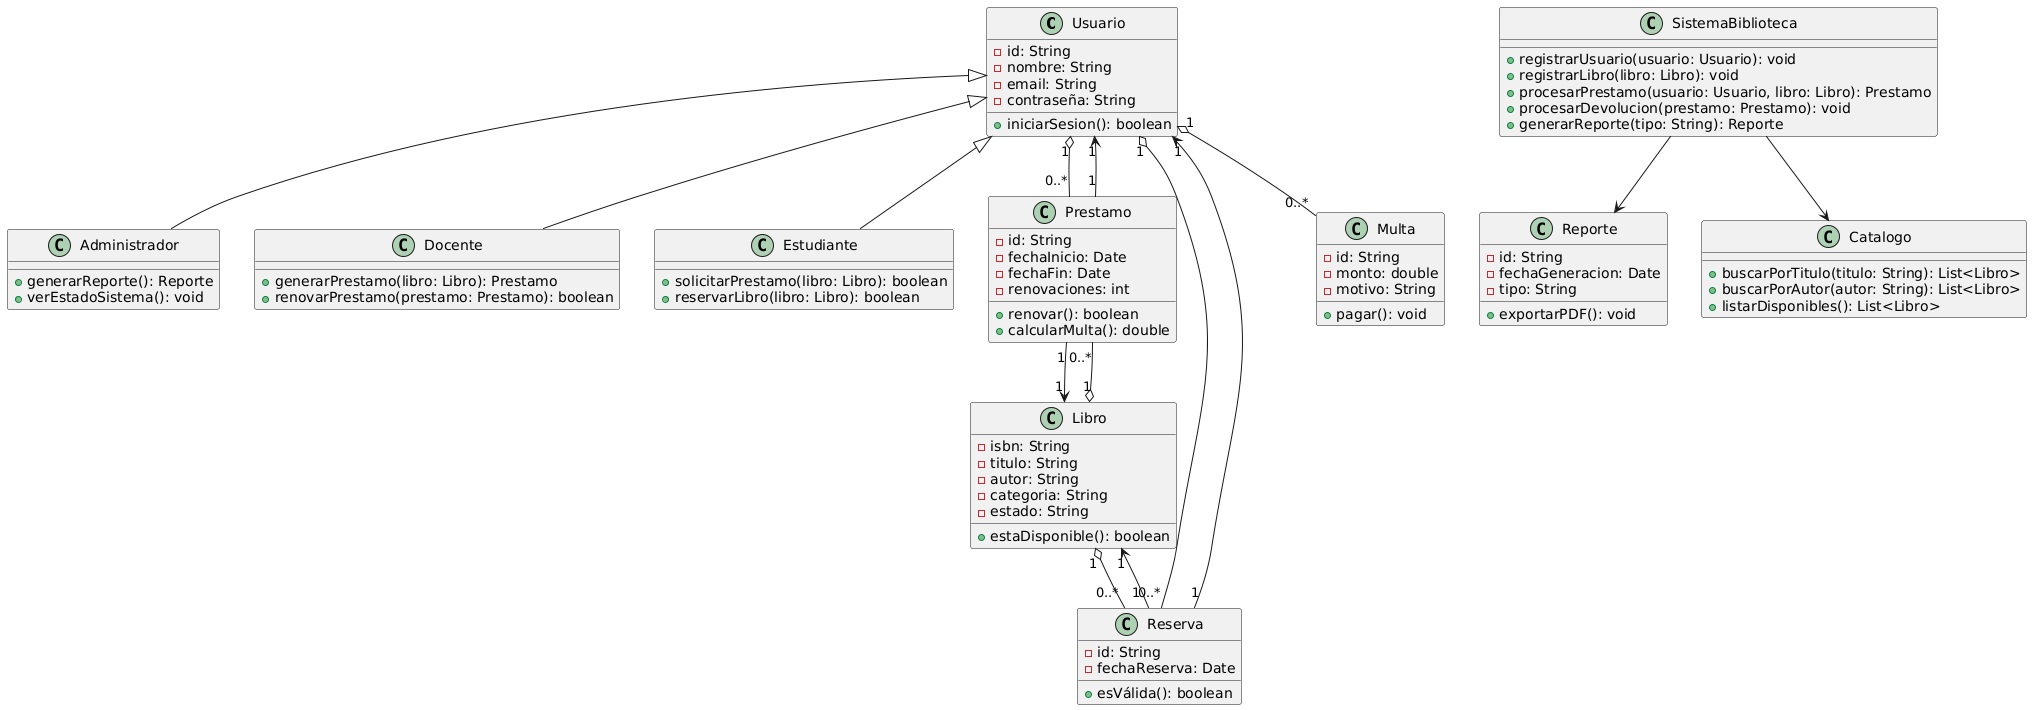 C Usuario
id: String
nombre: String
email: String
contraseña: String
iniciarSesion(): boolean
C SistemaBiblioteca
registrarUsuario(usuario: Usuario): void
registrarLibro(libro: Libro): void
procesarPrestamo(usuario: Usuario, libro: Libro): Prestamo
procesarDevolucion(prestamo: Prestamo): void
generarReporte(tipo: String): Reporte
1
1
1
1
1
0..*
1
0..*
C Administrador
generarReporte(): Reporte
verEstadoSistema(): void
C Docente
generarPrestamo(libro: Libro): Prestamo
renovarPrestamo(prestamo: Prestamo): boolean
C Estudiante
solicitarPrestamo(libro: Libro): boolean
reservarLibro(libro: Libro): boolean
C Prestamo
id: String
fechaInicio: Date
fechaFin: Date
renovaciones: int
renovar(): boolean
calcularMulta(): double
C Multa
id: String
monto: double
motivo: String
pagar(): void
C Reporte
id: String
fechaGeneracion: Date
tipo: String
exportarPDF(): void
C Catalogo
buscarPorTitulo(titulo: String): List<Libro>
buscarPorAutor(autor: String): List<Libro>
listarDisponibles(): List<Libro>
1
0..*
1
1
C Libro
isbn: String
titulo: String
autor: String
categoria: String
estado: String
estaDisponible(): boolean
1
1
0..*
1
0..*
1
C Reserva
id: String
fechaReserva: Date
esVálida(): boolean